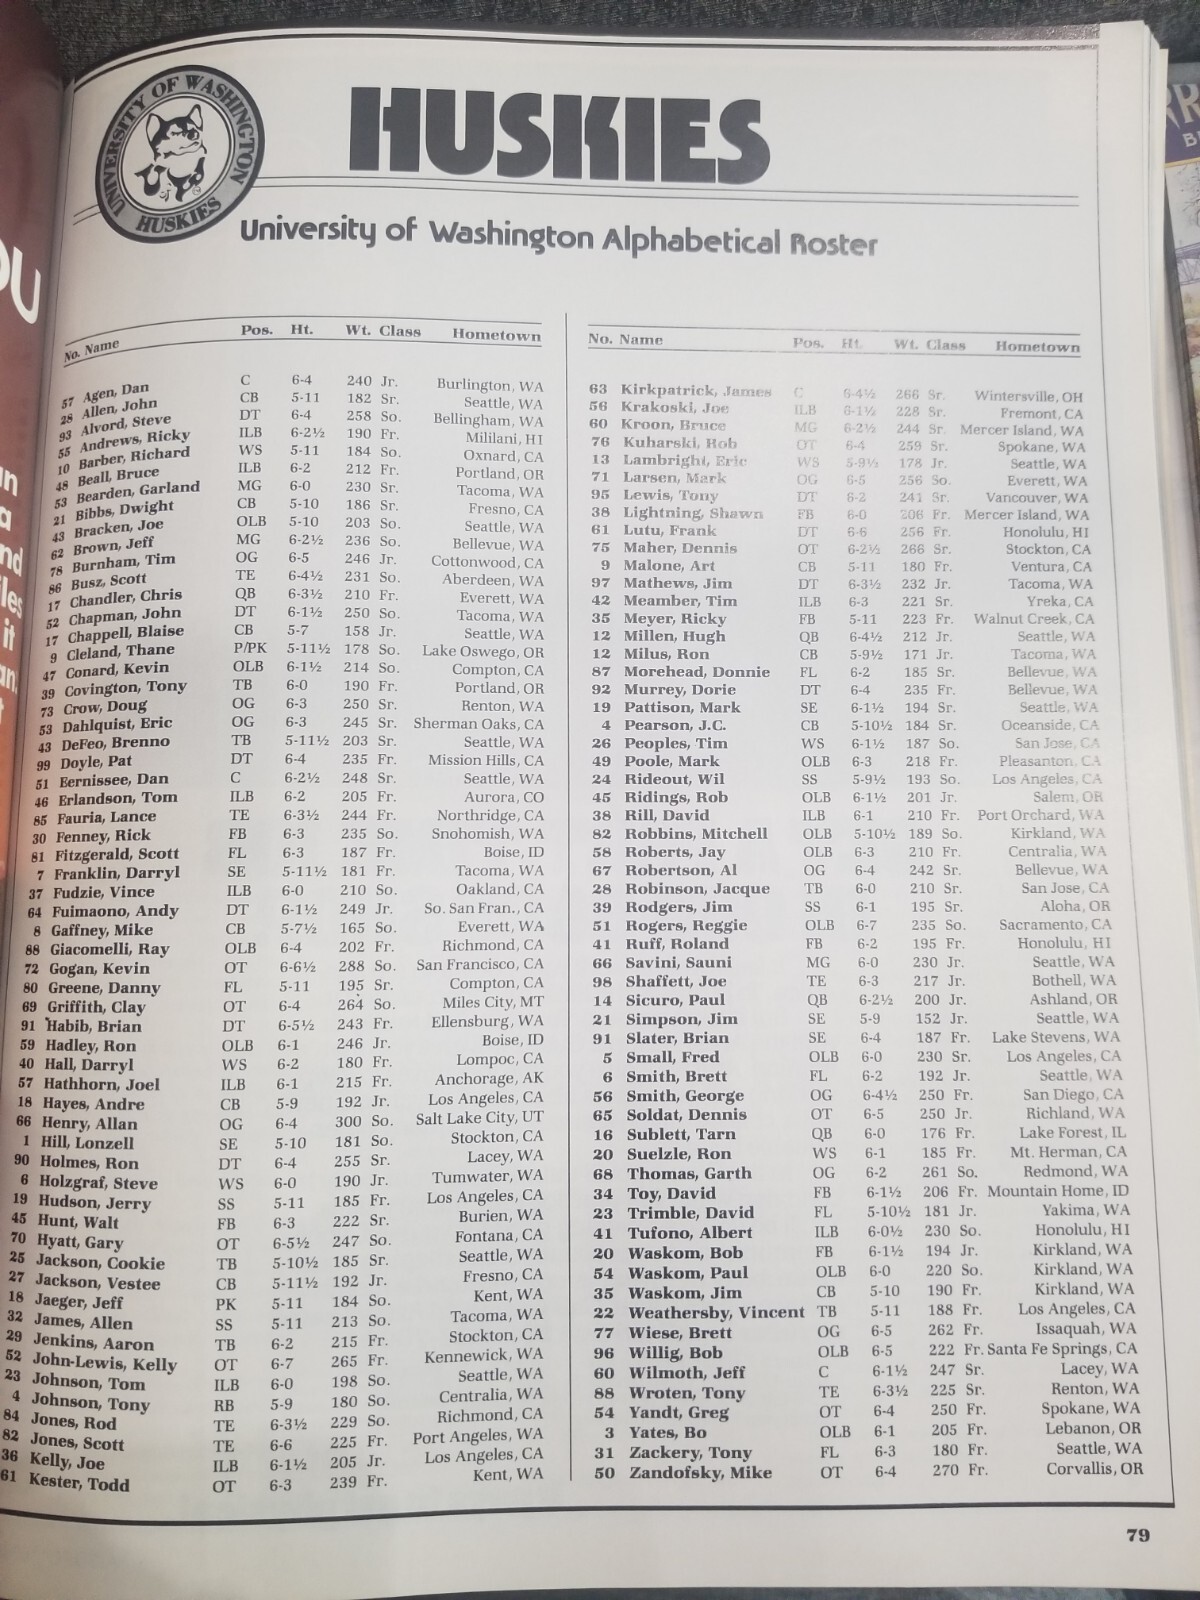 UNIVERSITY OF WASHINGTON
HUSKIES
HUSKIES
University of Washington Alphabetical Roster
No. Name Pos. Ht. Wt. Class Hometown
57 Agen, Dan C 6-4 240 Jr. Burlington, WA
28 Allen, John CB 5-11 182 Sr. Seattle, WA
93 Alvord, Steve DT 6-4 258 So. Bellingham, WA
55 Andrews, Ricky ILB 6-2½ 190 Fr. Mililani, HI
10 Barber, Richard WS 5-11 184 So. Oxnard, CA
48 Beall, Bruce ILB 6-2 212 Fr. Portland, OR
53 Bearden, Garland MG 6-0 230 Sr. Tacoma, WA
21 Bibbs, Dwight CB 5-10 186 Sr. Fresno, CA
43 Bracken, Joe OLB 5-10 203 So. Seattle, WA
62 Brown, Jeff MG 6-2½ 236 So. Bellevue, WA
78 Burnham, Tim OG 6-5 246 Jr. Cottonwood, CA
86 Busz, Scott TE 6-4½ 231 So. Aberdeen, WA
17 Chandler, Chris QB 6-3½ 210 Fr. Everett, WA
52 Chapman, John DT 6-1½ 250 So. Tacoma, WA
17 Chappell, Blaise CB 5-7 158 Jr. Seattle, WA
9 Cleland, Thane P/PK 5-11½ 178 So. Lake Oswego, OR
47 Conard, Kevin OLB 6-1½ 214 So. Compton, CA
39 Covington, Tony TB 6-0 190 Fr. Portland, OR
73 Crow, Doug OG 6-3 250 Sr. Renton, WA
53 Dahlquist, Eric OG 6-3 245 Sr. Sherman Oaks, CA
43 DeFeo, Brenno TB 5-11½ 203 Sr. Seattle, WA
99 Doyle, Pat DT 6-4 235 Fr. Mission Hills, CA
51 Eernissee, Dan C 6-2½ 248 Sr. Seattle, WA
46 Erlandson, Tom ILB 6-2 205 Fr. Aurora, CO
85 Fauria, Lance TE 6-3½ 244 Fr. Northridge, CA
30 Fenney, Rick FB 6-3 235 So. Snohomish, WA
81 Fitzgerald, Scott FL 6-3 187 Fr. Boise, ID
7 Franklin, Darryl SE 5-11½ 181 Fr. Tacoma, WA
37 Fudzie, Vince ILB 6-0 210 So. Oakland, CA
64 Fuimaono, Andy DT 6-1½ 249 Jr. So. San Fran., CA
8 Gaffney, Mike CB 5-7½ 165 So. Everett, WA
88 Giacomelli, Ray OLB 6-4 202 Fr. Richmond, CA
72 Gogan, Kevin OT 6-6½ 288 So. San Francisco, CA
80 Greene, Danny FL 5-11 195 Sr. Compton, CA
69 Griffith, Clay OT 6-4 264 So. Miles City, MT
91 Habib, Brian DT 6-5½ 243 Fr. Ellensburg, WA
59 Hadley, Ron OLB 6-1 246 Jr. Boise, ID
40 Hall, Darryl WS 6-2 180 Fr. Lompoc, CA
57 Hathhorn, Joel ILB 6-1 215 Fr. Anchorage, AK
18 Hayes, Andre CB 5-9 192 Jr. Los Angeles, CA
66 Henry, Allan OG 6-4 300 So. Salt Lake City, UT
1 Hill, Lonzell SE 5-10 181 So. Stockton, CA
90 Holmes, Ron DT 6-4 255 Sr. Lacey, WA
6 Holzgraf, Steve WS 6-0 190 Jr. Tumwater, WA
19 Hudson, Jerry SS 5-11 185 Fr. Los Angeles, CA
45 Hunt, Walt FB 6-3 222 Sr. Burien, WA
70 Hyatt, Gary OT 6-5½ 247 So. Fontana, CA
25 Jackson, Cookie TB 5-10½ 185 Sr. Seattle, WA
27 Jackson, Vestee CB 5-11½ 192 Jr. Fresno, CA
18 Jaeger, Jeff PK 5-11 184 So. Kent, WA
32 James, Allen SS 5-11 213 So. Tacoma, WA
29 Jenkins, Aaron TB 6-2 215 Fr. Stockton, CA
52 John-Lewis, Kelly OT 6-7 265 Fr. Kennewick, WA
23 Johnson, Tom ILB 6-0 198 So. Seattle, WA
4 Johnson, Tony RB 5-9 180 So. Centralia, WA
84 Jones, Rod TE 6-3½ 229 So. Richmond, CA
82 Jones, Scott TE 6-6 225 Fr. Port Angeles, WA
36 Kelly, Joe ILB 6-1½ 205 Jr. Los Angeles, CA
61 Kester, Todd OT 6-3 239 Fr. Kent, WA
No. Name Pos. Ht. Wt. Class Hometown
63 Kirkpatrick, James C 6-4½ 266 Sr. Wintersville, OH
56 Krakoski, Joe ILB 6-1½ 228 Sr. Fremont, CA
60 Kroon, Bruce MG 6-2½ 244 Sr. Mercer Island, WA
76 Kuharski, Rob OT 6-4 259 Sr. Spokane, WA
13 Lambright, Eric WS 5-9½ 178 Jr. Seattle, WA
71 Larsen, Mark OG 6-5 256 So. Everett, WA
95 Lewis, Tony DT 6-2 241 Sr. Vancouver, WA
38 Lightning, Shawn FB 6-0 206 Fr. Mercer Island, WA
61 Lutu, Frank DT 6-6 256 Fr. Honolulu, HI
75 Maher, Dennis OT 6-2½ 266 Sr. Stockton, CA
9 Malone, Art CB 5-11 180 Fr. Ventura, CA
97 Mathews, Jim DT 6-3½ 232 Jr. Tacoma, WA
42 Meamber, Tim ILB 6-3 221 Sr. Yreka, CA
35 Meyer, Ricky FB 5-11 223 Fr. Walnut Creek, CA
12 Millen, Hugh QB 6-4½ 212 Jr. Seattle, WA
12 Milus, Ron CB 5-9½ 171 Jr. Tacoma, WA
87 Morehead, Donnie FL 6-2 185 Sr. Bellevue, WA
92 Murrey, Dorie DT 6-4 235 Fr. Bellevue, WA
19 Pattison, Mark SE 6-1½ 194 Sr. Seattle, WA
4 Pearson, J.C. CB 5-10½ 184 Sr. Oceanside, CA
26 Peoples, Tim WS 6-1½ 187 So. San Jose, CA
49 Poole, Mark OLB 6-3 218 Fr. Pleasanton, CA
24 Rideout, Wil SS 5-9½ 193 So. Los Angeles, CA
45 Ridings, Rob OLB 6-1½ 201 Jr. Salem, OR
38 Rill, David ILB 6-1 210 Fr. Port Orchard, WA
82 Robbins, Mitchell OLB 5-10½ 189 So. Kirkland, WA
58 Roberts, Jay OLB 6-3 210 Fr. Centralia, WA
67 Robertson, Al OG 6-4 242 Sr. Bellevue, WA
28 Robinson, Jacque TB 6-0 210 Sr. San Jose, CA
39 Rodgers, Jim SS 6-1 195 Sr. Aloha, OR
51 Rogers, Reggie OLB 6-7 235 So. Sacramento, CA
41 Ruff, Roland FB 6-2 195 Fr. Honolulu, HI
66 Savini, Sauni MG 6-0 230 Jr. Seattle, WA
98 Shaffett, Joe TE 6-3 217 Jr. Bothell, WA
14 Sicuro, Paul QB 6-2½ 200 Jr. Ashland, OR
21 Simpson, Jim SE 5-9 152 Jr. Seattle, WA
91 Slater, Brian SE 6-4 187 Fr. Lake Stevens, WA
5 Small, Fred OLB 6-0 230 Sr. Los Angeles, CA
6 Smith, Brett FL 6-2 192 Jr. Seattle, WA
56 Smith, George OG 6-4½ 250 Fr. San Diego, CA
65 Soldat, Dennis OT 6-5 250 Jr. Richland, WA
16 Sublett, Tarn QB 6-0 176 Fr. Lake Forest, IL
20 Suelzle, Ron WS 6-1 185 Fr. Mt. Herman, CA
68 Thomas, Garth OG 6-2 261 So. Redmond, WA
34 Toy, David FB 6-1½ 206 Fr. Mountain Home, ID
23 Trimble, David FL 5-10½ 181 Jr. Yakima, WA
41 Tufono, Albert ILB 6-0½ 230 So. Honolulu, HI
20 Waskom, Bob FB 6-1½ 194 Jr. Kirkland, WA
54 Waskom, Paul OLB 6-0 220 So. Kirkland, WA
35 Waskom, Jim CB 5-10 190 Fr. Kirkland, WA
22 Weathersby, Vincent TB 5-11 188 Fr. Los Angeles, CA
77 Wiese, Brett OG 6-5 262 Fr. Issaquah, WA
96 Willig, Bob OLB 6-5 222 Fr. Santa Fe Springs, CA
60 Wilmoth, Jeff C 6-1½ 247 Sr. Lacey, WA
88 Wroten, Tony TE 6-3½ 225 Sr. Renton, WA
54 Yandt, Greg OT 6-4 250 Fr. Spokane, WA
3 Yates, Bo OLB 6-1 205 Fr. Lebanon, OR
31 Zackery, Tony FL 6-3 180 Fr. Seattle, WA
50 Zandofsky, Mike OT 6-4 270 Fr. Corvallis, OR
79